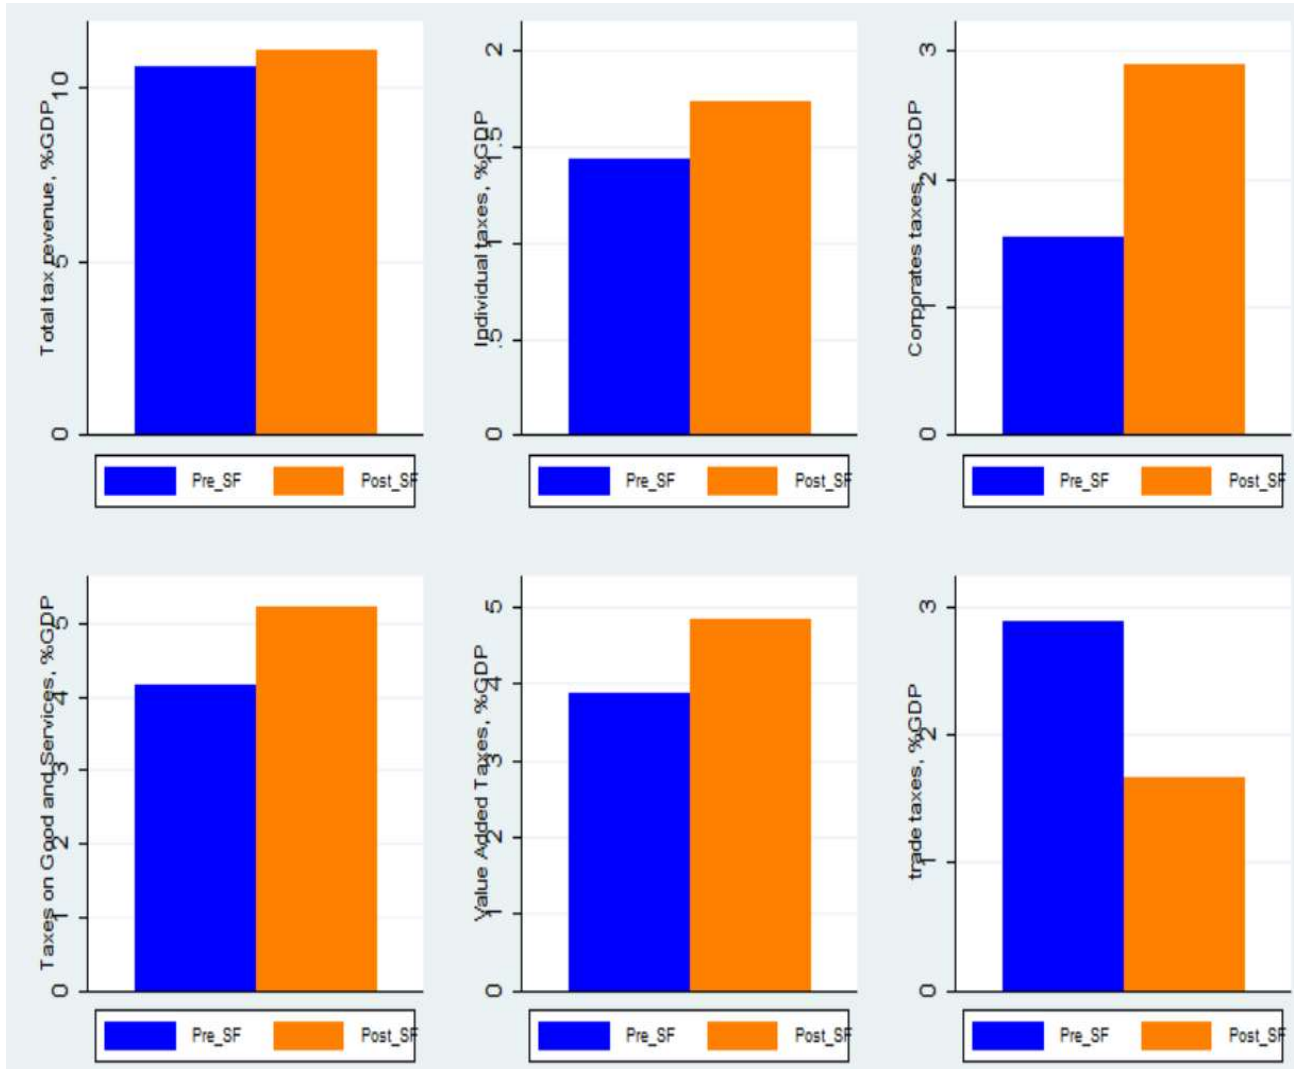 Total tax revenue, %GDP
10
5
0
Pre_SF Post_SF
Individual taxes, %GDP
2
1.5
1
.5
0
Pre_SF Post_SF
Corporates taxes, %GDP
3
2
1
0
Pre_SF Post_SF
Taxes on Good and Services, %GDP
5
4
3
2
1
0
Pre_SF Post_SF
Value Added Taxes, %GDP
5
4
3
2
1
0
Pre_SF Post_SF
trade taxes, %GDP
3
2
1
0
Pre_SF Post_SF